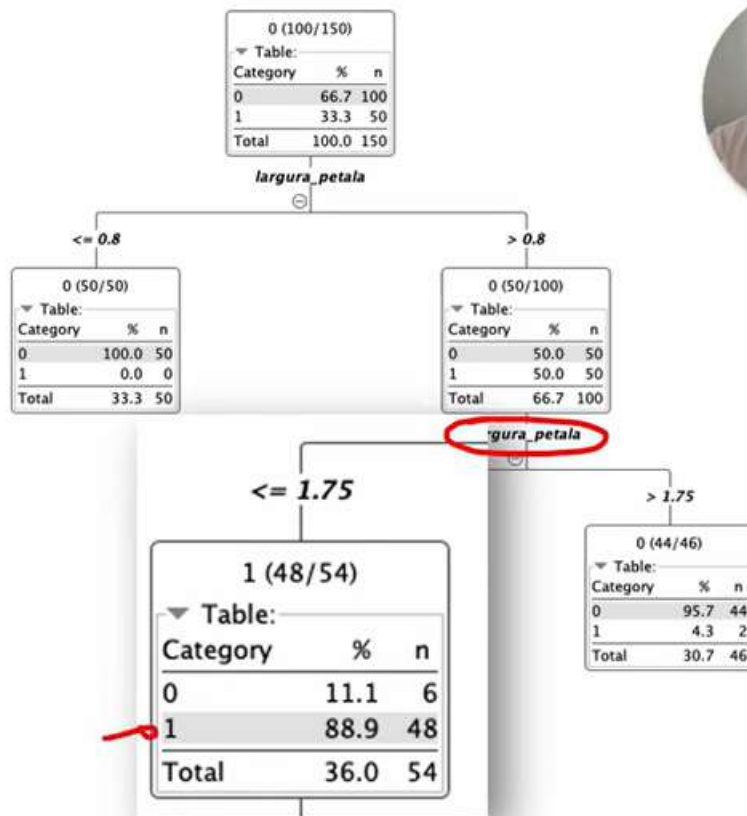 0 (100/150)
Table:
Category % n
0 66.7 100
1 33.3 50
Total 100.0 150
largura_petala
<= 0.8
> 0.8
0 (50/50)
Table:
Category % n
0 100.0 50
1 0.0 0
Total 33.3 50
0 (50/100)
Table:
Category % n
0 50.0 50
1 50.0 50
Total 66.7 100
rgura_petala
<= 1.75
> 1.75
1 (48/54)
Table:
Category % n
0 11.1 6
1 88.9 48
Total 36.0 54
0 (44/46)
Table:
Category % n
0 95.7 44
1 4.3 2
Total 30.7 46